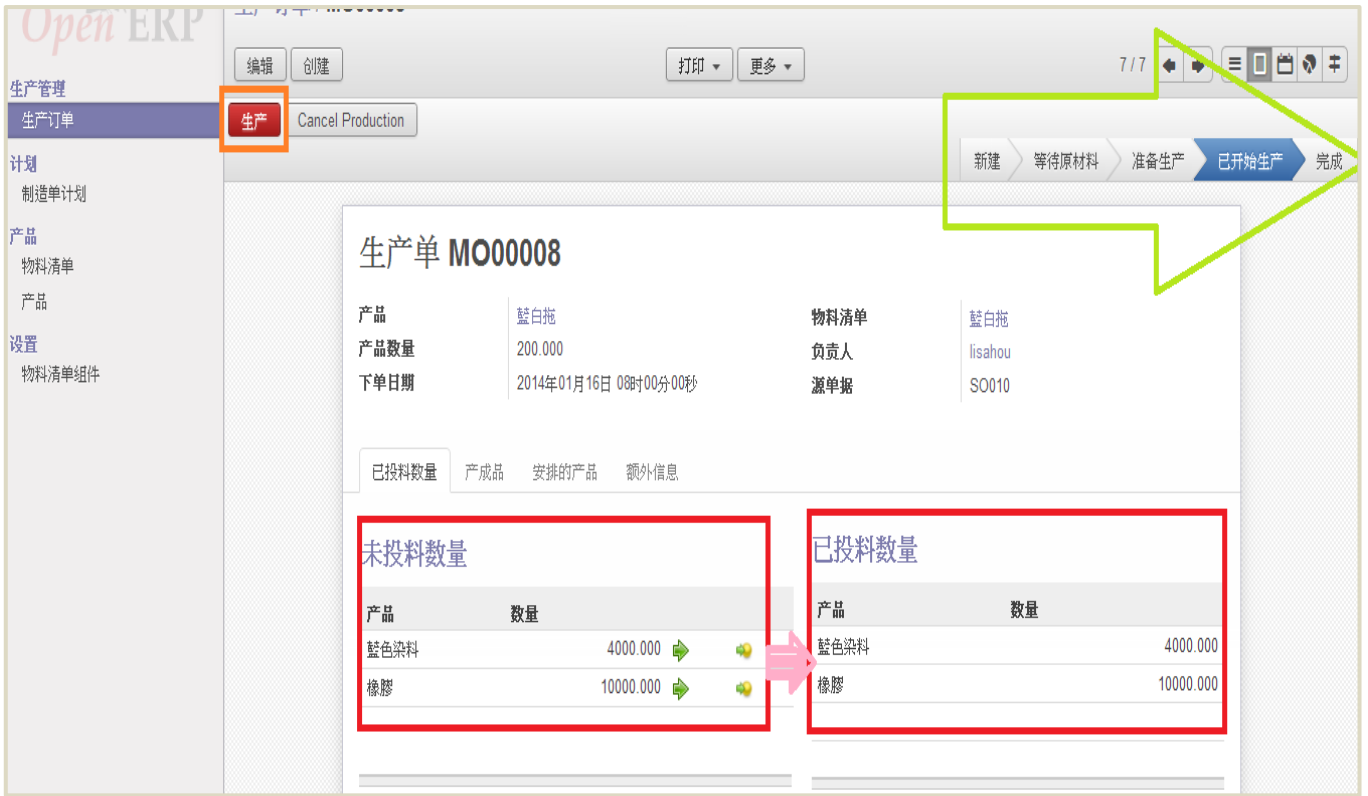 Open ERP
生产订单 / MO00008
编辑 创建 打印 更多 7 / 7
生产管理
生产订单
生产 Cancel Production
新建 等待原材料 准备生产 已开始生产 完成
计划
制造单计划
产品
物料清单
产品
设置
物料清单组件
生产单 MO00008
产品 藍白拖 物料清单 藍白拖
产品数量 200.000 负责人 lisahou
下单日期 2014年01月16日 08时00分00秒 源单据 SO010
已投料数量 产成品 安排的产品 额外信息
未投料数量
产品 数量
藍色染料 4000.000
橡膠 10000.000
已投料数量
产品 数量
藍色染料 4000.000
橡膠 10000.000